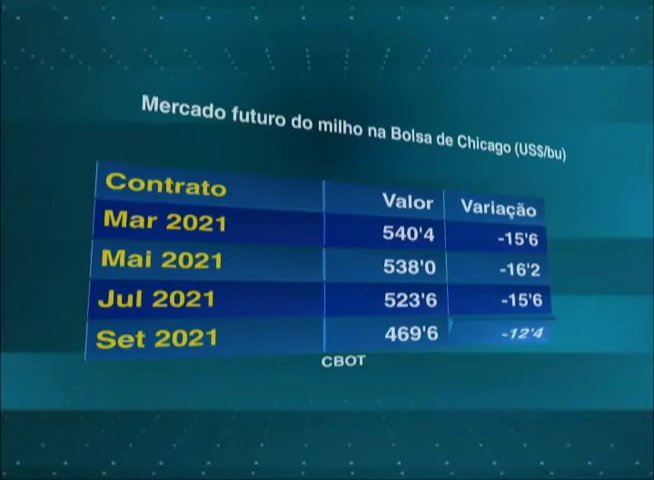 Mercado futuro do milho na Bolsa de Chicago (US$/bu)
Contrato Valor Variação
Mar 2021 540'4 -15'6
Mai 2021 538'0 -16'2
Jul 2021 523'6 -15'6
Set 2021 469'6 -12'4
CBOT